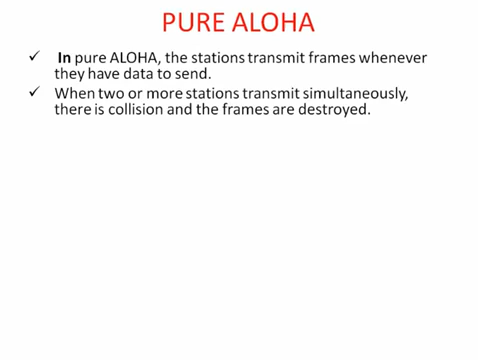 PURE ALOHA
✓ In pure ALOHA, the stations transmit frames whenever
they have data to send.
✓ When two or more stations transmit simultaneously,
there is collision and the frames are destroyed.